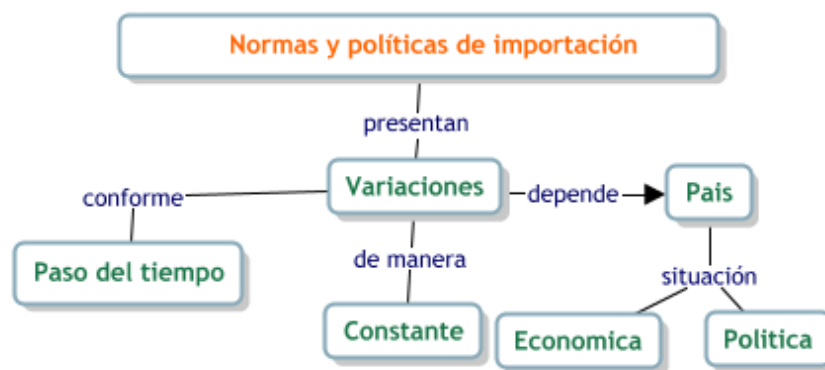 Normas y políticas de importación
presentan
Variaciones
conforme
depende
Pais
Paso del tiempo
de manera
situación
Constante
Economica
Politica